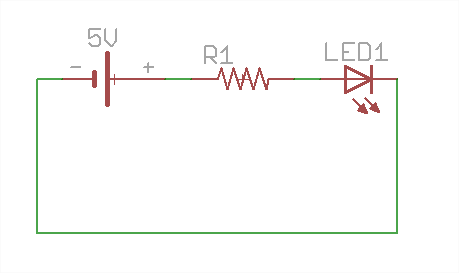 5V
- +
R1
LED1